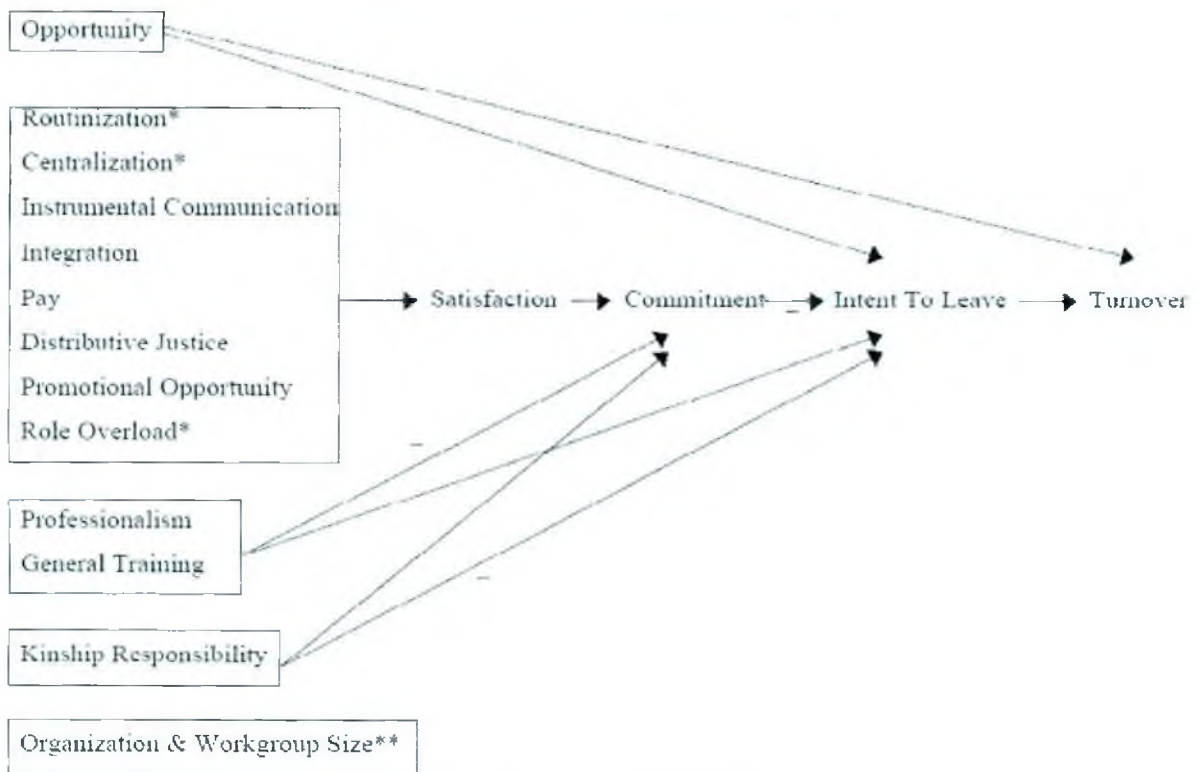 Opportunity
Routinization*
Centralization*
Instrumental Communication
Integration
Pay
Distributive Justice
Promotional Opportunity
Role Overload*
Satisfaction
Commitment
–
Intent To Leave
Turnover
–
Professionalism
General Training
–
Kinship Responsibility
Organization & Workgroup Size**